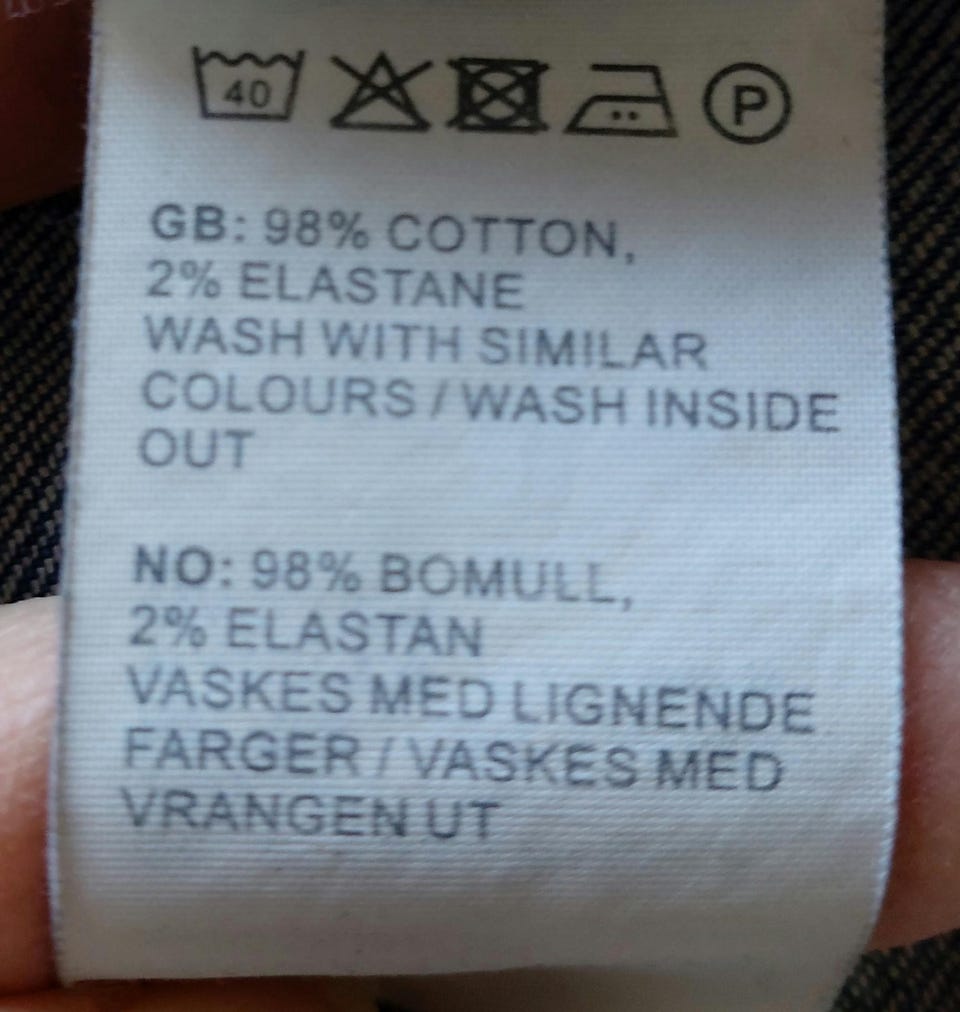 40 P
GB: 98% COTTON,
2% ELASTANE
WASH WITH SIMILAR
COLOURS / WASH INSIDE
OUT
NO: 98% BOMULL,
2% ELASTAN
VASKES MED LIGNENDE
FARGER / VASKES MED
VRANGEN UT